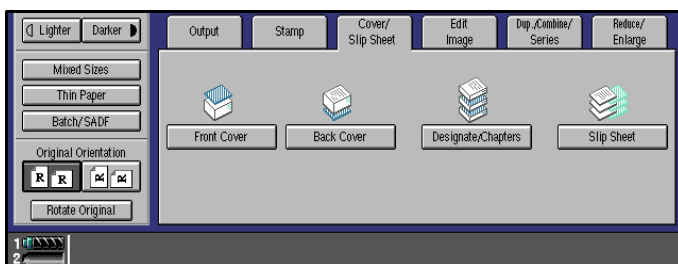 Lighter Darker
Mixed Sizes
Thin Paper
Batch/SADF
Original Orientation
R R R R
Rotate Original
1
2
Output
Stamp
Cover/
Slip Sheet
Edit
Image
Dup./Combine/
Series
Reduce/
Enlarge
Front Cover
Back Cover
Designate/Chapters
Slip Sheet